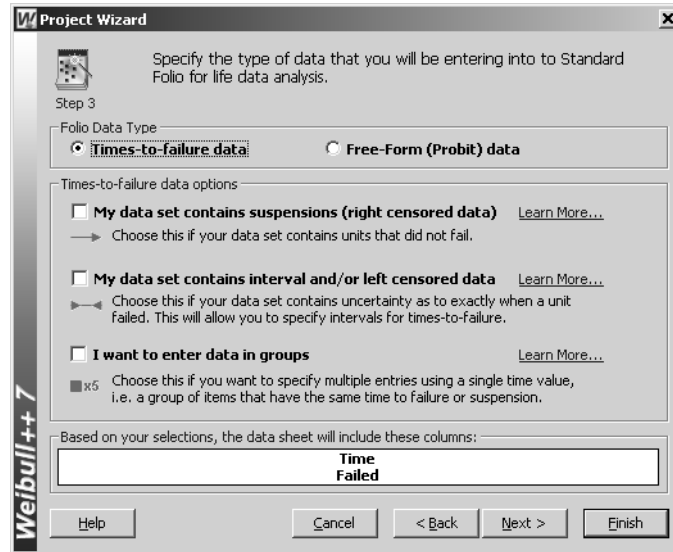 Project Wizard
Specify the type of data that you will be entering into to Standard
Folio for life data analysis.
Step 3
Folio Data Type
Times-to-failure data
Free-Form (Probit) data
Times-to-failure data options
My data set contains suspensions (right censored data) Learn More...
Choose this if your data set contains units that did not fail.
My data set contains interval and/or left censored data Learn More...
Choose this if your data set contains uncertainty as to exactly when a unit
failed. This will allow you to specify intervals for times-to-failure.
I want to enter data in groups Learn More...
x5 Choose this if you want to specify multiple entries using a single time value,
i.e. a group of items that have the same time to failure or suspension.
Based on your selections, the data sheet will include these columns:
Time
Failed
Weibull++ 7
Help Cancel < Back Next > Finish